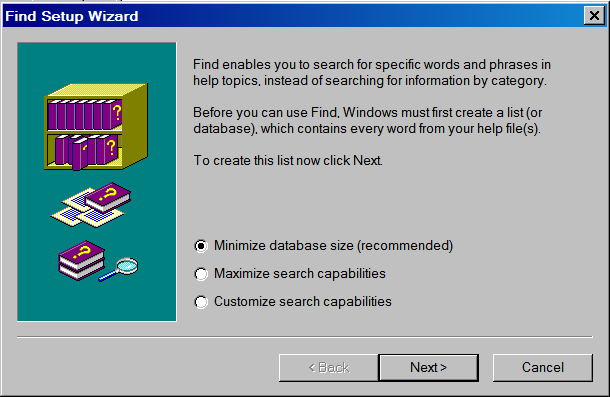 Find Setup Wizard
Find enables you to search for specific words and phrases in
help topics, instead of searching for information by category.
Before you can use Find, Windows must first create a list (or
database), which contains every word from your help file(s).
To create this list now click Next.
Minimize database size (recommended)
Maximize search capabilities
Customize search capabilities
< Back
Next >
Cancel